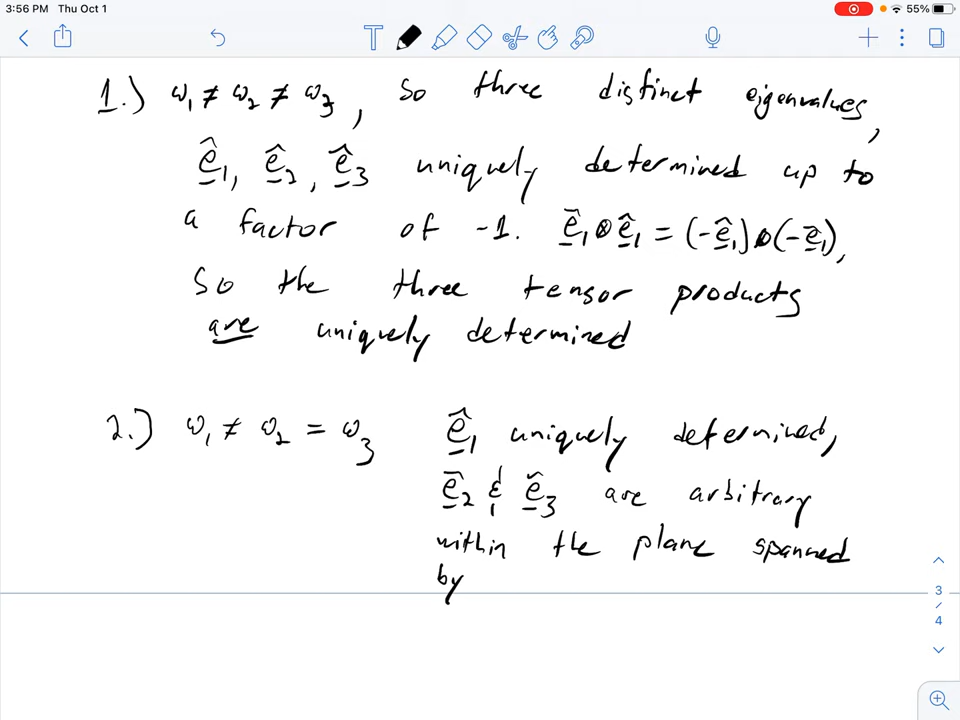 3:56 PM Thu Oct 1 55%
1.) ω₁ ≠ ω₂ ≠ ω₃, so three distinct eigenvalues,
ê₁, ê₂, ê₃ uniquely determined up to
a factor of -1. ê₁⊗ê₁ = (-ê₁)⊗(-ê₁),
So the three tensor products
are uniquely determined
2.) ω₁ ≠ ω₂ = ω₃ ê₁ uniquely determined,
ê₂ & ê₃ are arbitrary
within the plane spanned
by
3
/
4